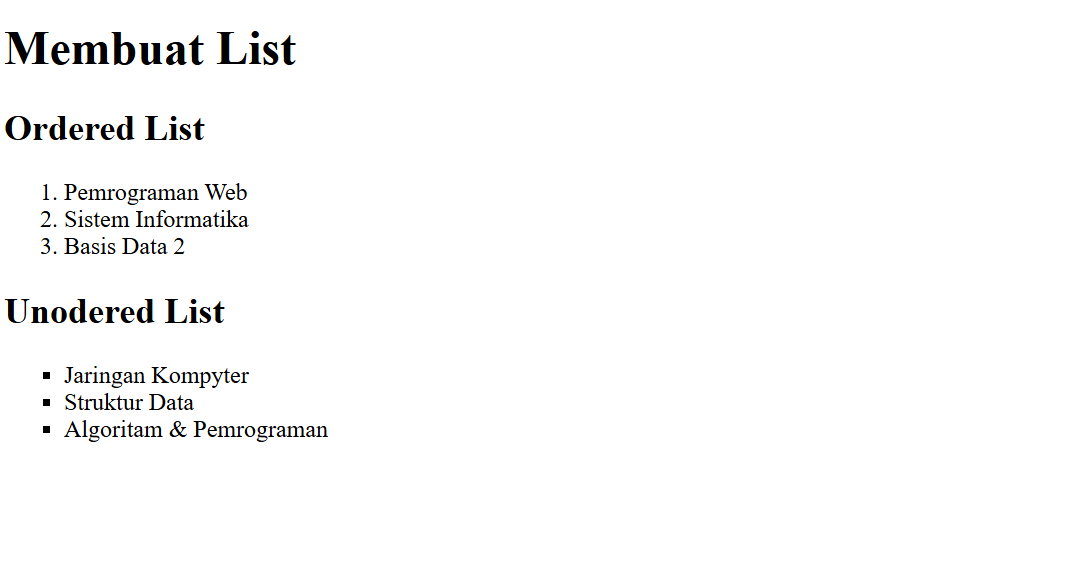 Membuat List
Ordered List
1. Pemrograman Web
2. Sistem Informatika
3. Basis Data 2
Unodered List
▪ Jaringan Kompyter
▪ Struktur Data
▪ Algoritam & Pemrograman